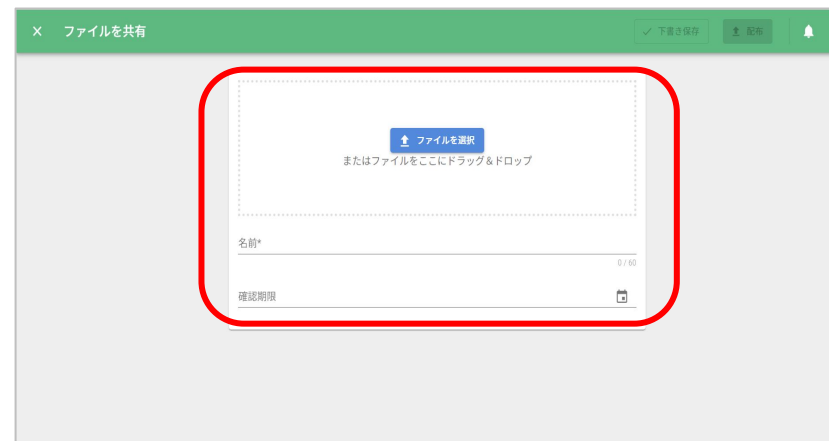 × ファイルを共有 下書き保存 配布
ファイルを選択
またはファイルをここにドラッグ&ドロップ
名前*
0 / 60
確認期限